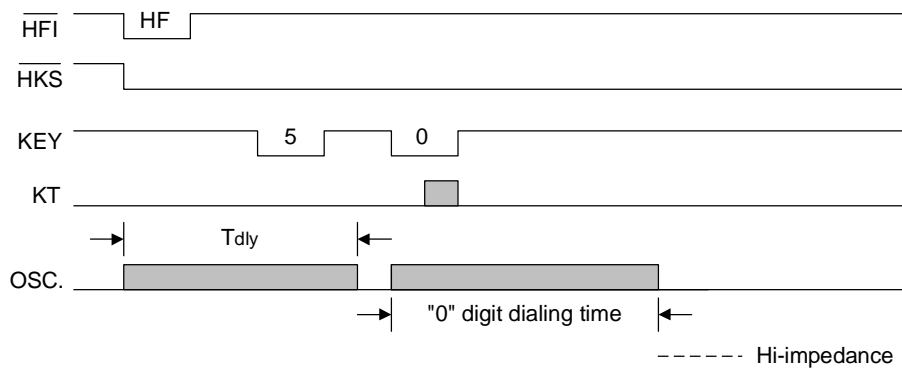 HFI
HF
HKS
KEY
5
0
KT
Tdly
OSC.
"0" digit dialing time
Hi-impedance